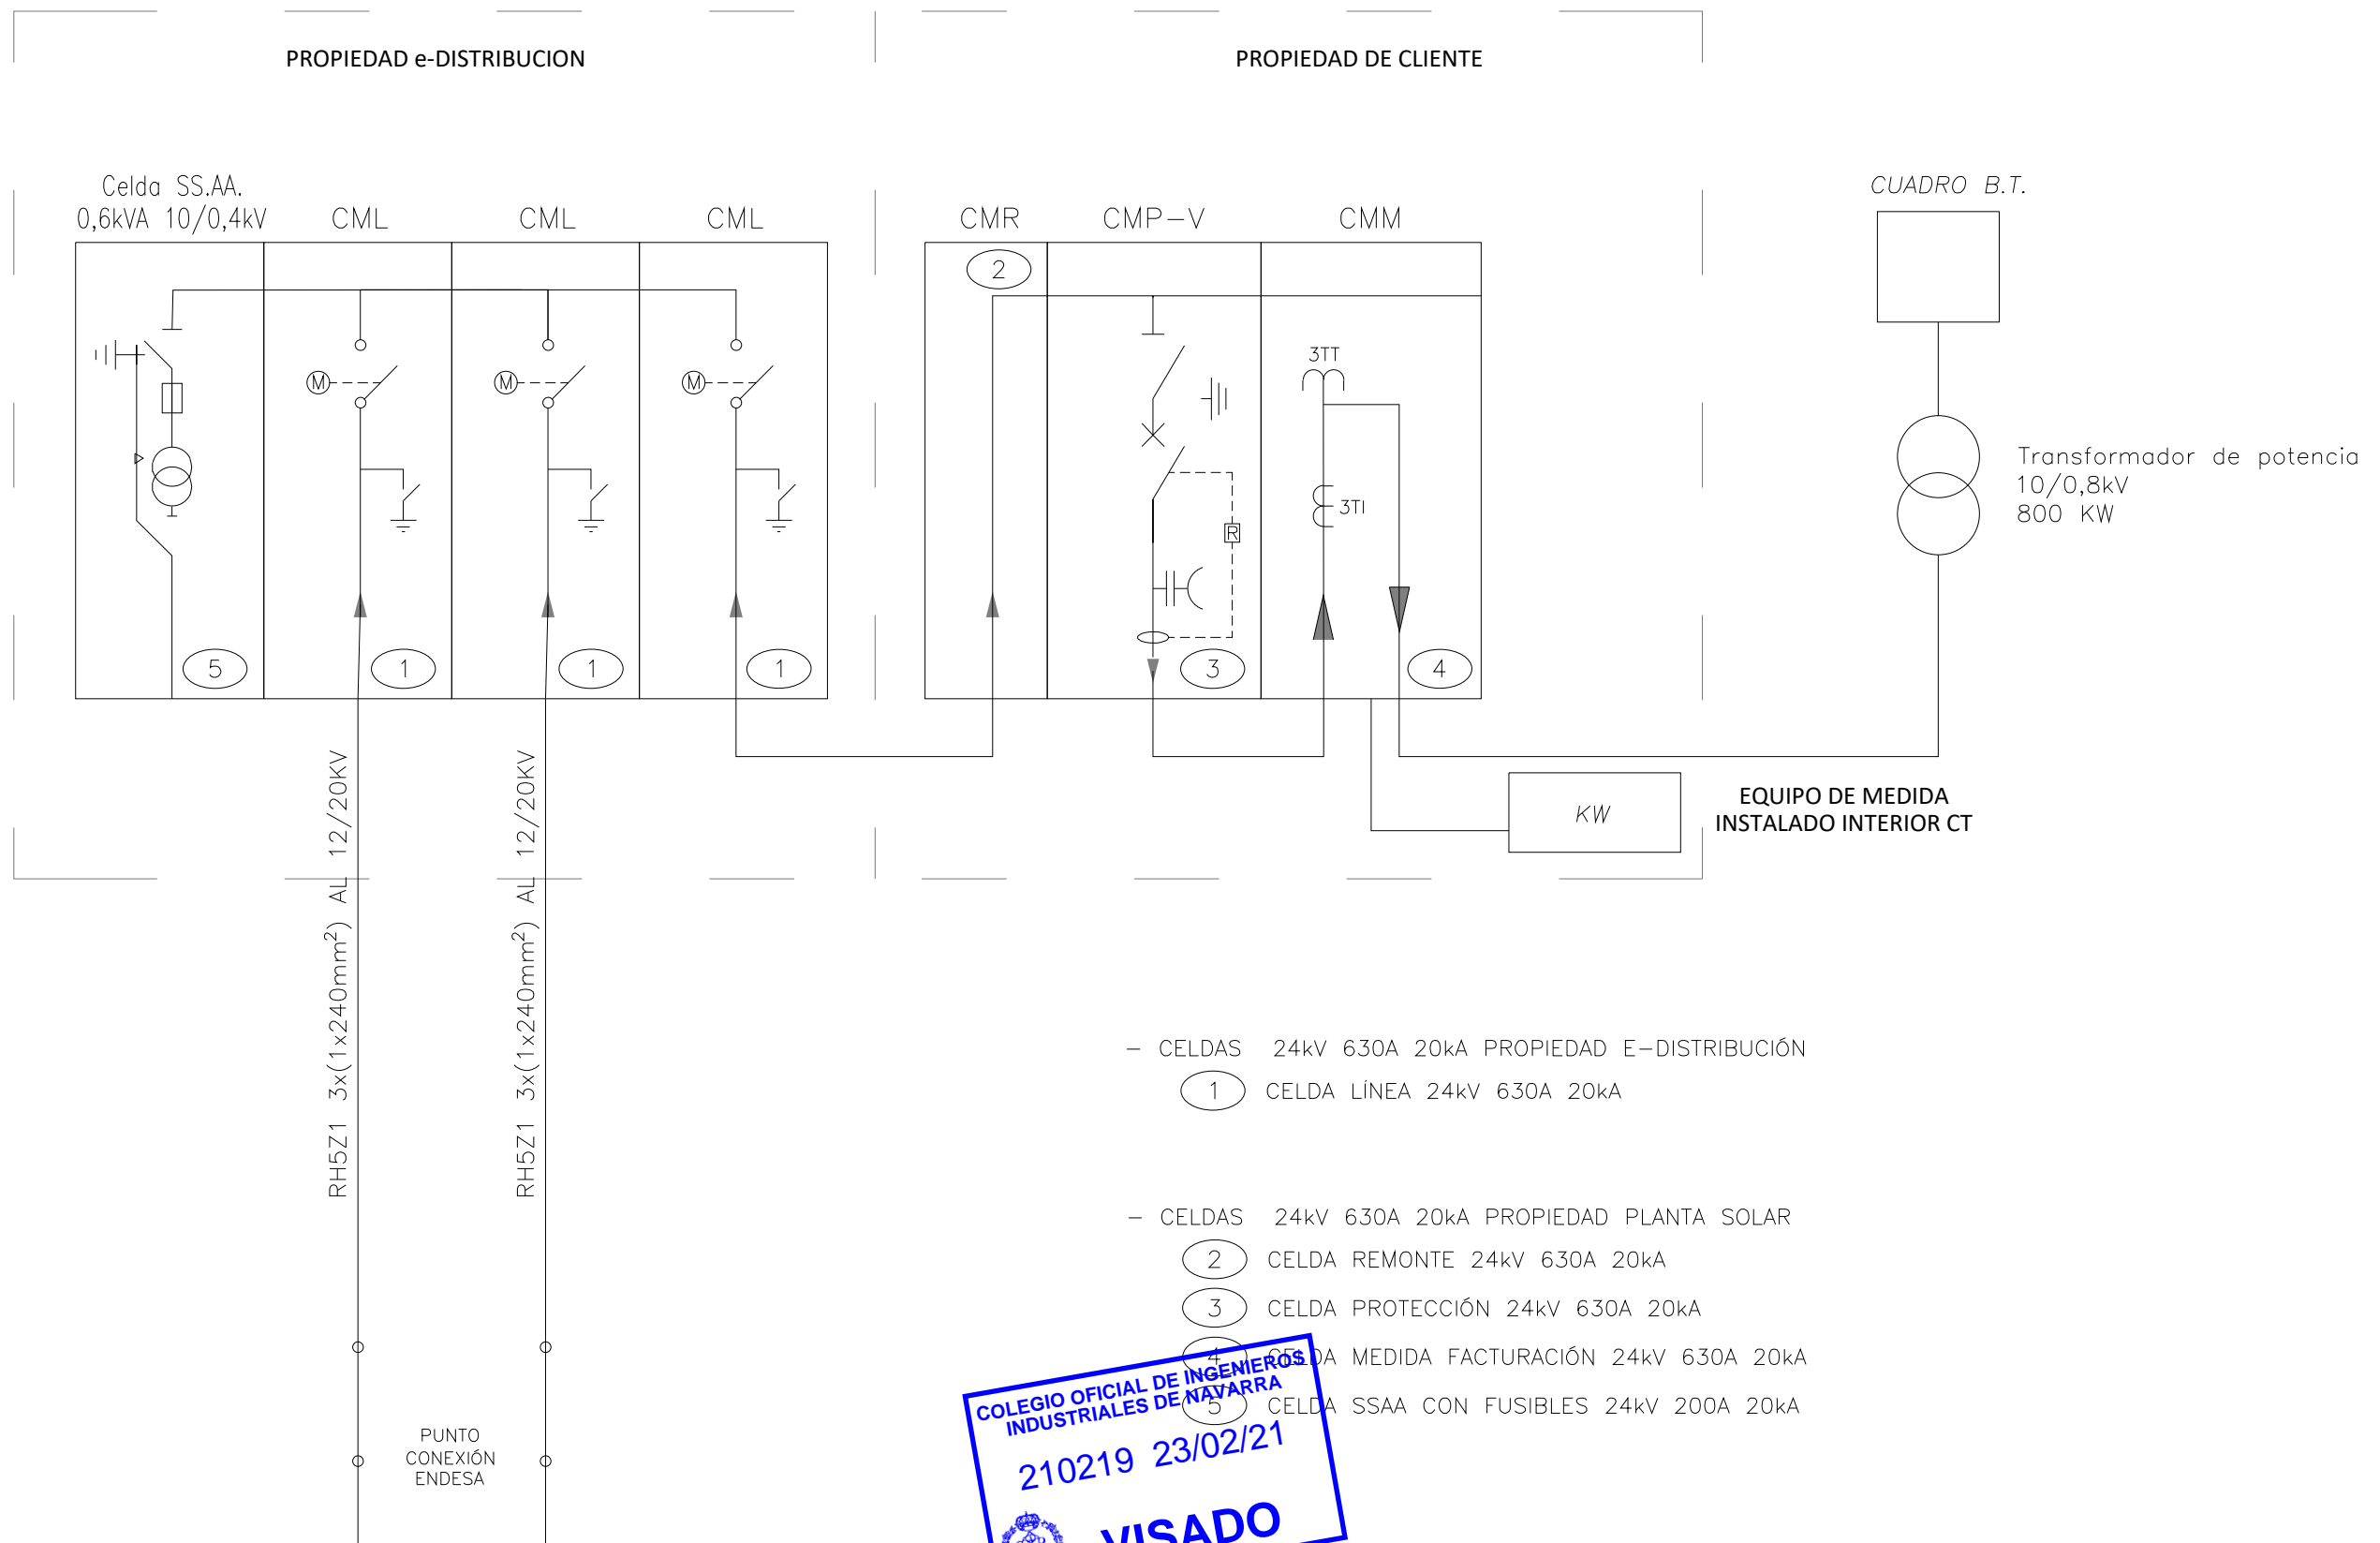 PROPIEDAD e-DISTRIBUCION
PROPIEDAD DE CLIENTE
Celda SS.AA.
0,6kVA 10/0,4kV
CML
CML
CML
CMR
CMP-V
CMM
CUADRO B.T.
2
3TT
M
M
M
Transformador de potencia
10/0,8kV
800 KW
3TI
R
5
1
1
1
3
4
KW
EQUIPO DE MEDIDA
INSTALADO INTERIOR CT
RH5Z1 3x(1x240mm²) AL 12/20KV
RH5Z1 3x(1x240mm²) AL 12/20KV
- CELDAS 24kV 630A 20kA PROPIEDAD E-DISTRIBUCIÓN
1 CELDA LÍNEA 24kV 630A 20kA
- CELDAS 24kV 630A 20kA PROPIEDAD PLANTA SOLAR
2 CELDA REMONTE 24kV 630A 20kA
3 CELDA PROTECCIÓN 24kV 630A 20kA
4 CELDA MEDIDA FACTURACIÓN 24kV 630A 20kA
5 CELDA SSAA CON FUSIBLES 24kV 200A 20kA
PUNTO
CONEXIÓN
ENDESA
COLEGIO OFICIAL DE INGENIEROS
INDUSTRIALES DE NAVARRA
210219 23/02/21
VISADO